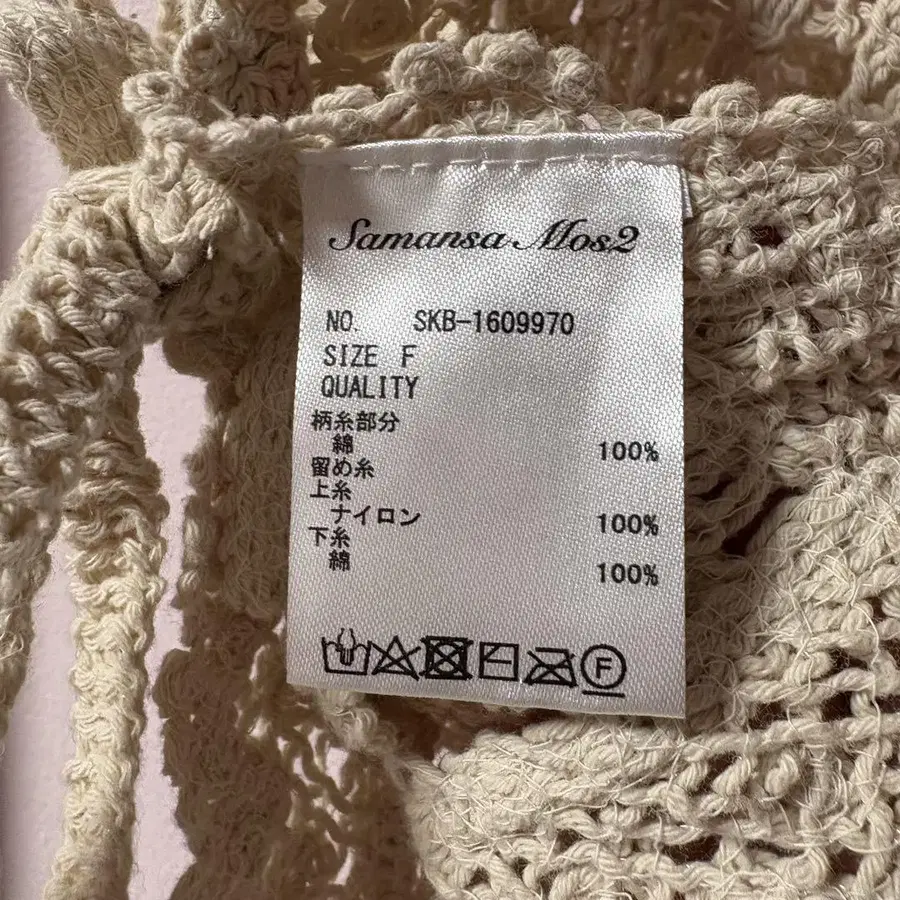 Samansa Mos2
NO. SKB-1609970
SIZE F
QUALITY
柄糸部分
綿 100%
留め糸
上糸
ナイロン 100%
下糸
綿 100%
F